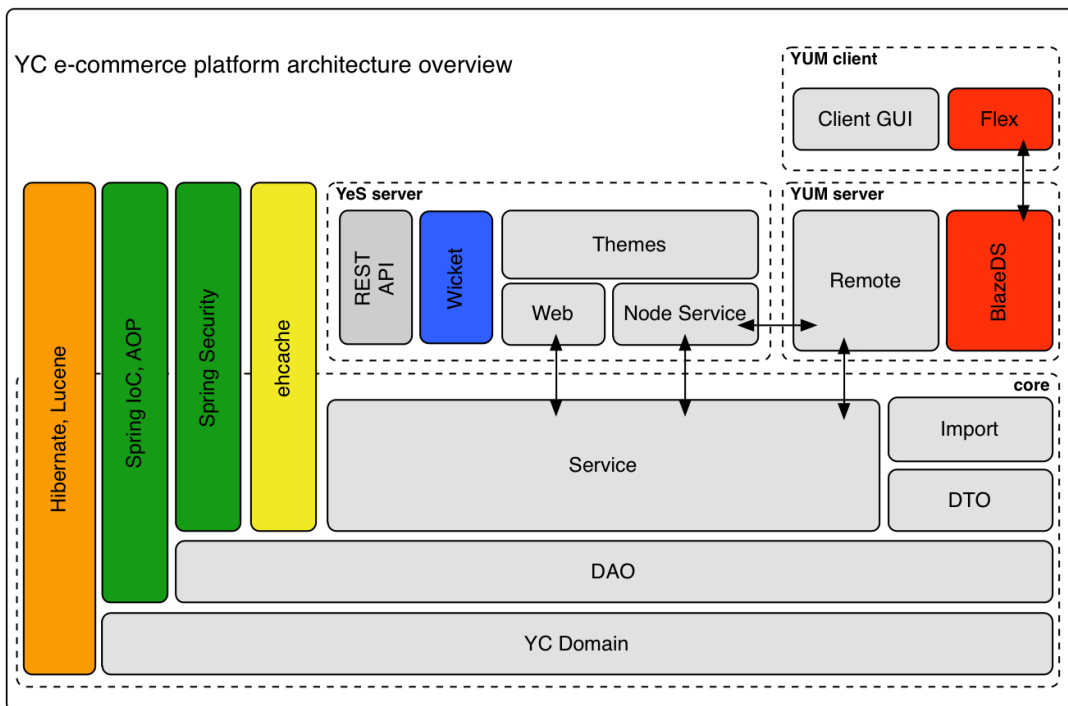 YC e-commerce platform architecture overview
YUM client
Client GUI
Flex
YeS server
YUM server
REST
API
Wicket
Themes
Web
Node Service
Remote
BlazeDS
Hibernate, Lucene
Spring IoC, AOP
Spring Security
ehcache
core
Service
Import
DTO
DAO
YC Domain